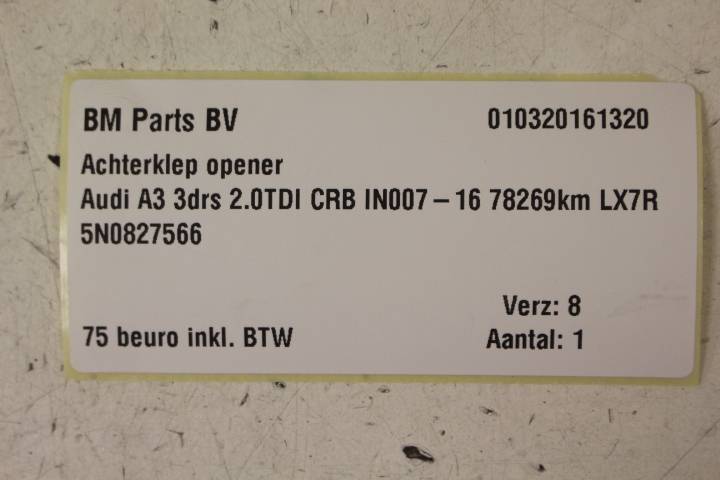 BM Parts BV 010320161320
Achterklep opener
Audi A3 3drs 2.0TDI CRB IN007 – 16 78269km LX7R
5N0827566
Verz: 8
75 beuro inkl. BTW Aantal: 1